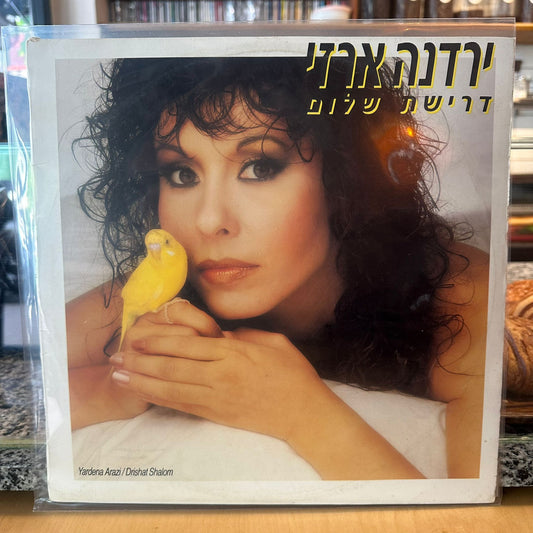 ירדנה ארזי
דרישת שלום
Yardena Arazi / Drishat Shalom